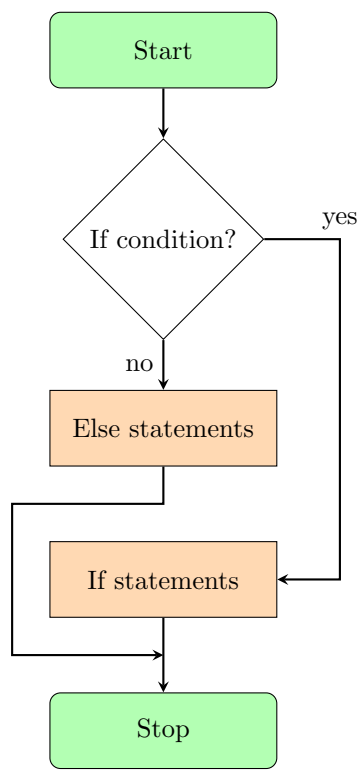 Start
If condition?
yes
no
Else statements
If statements
Stop